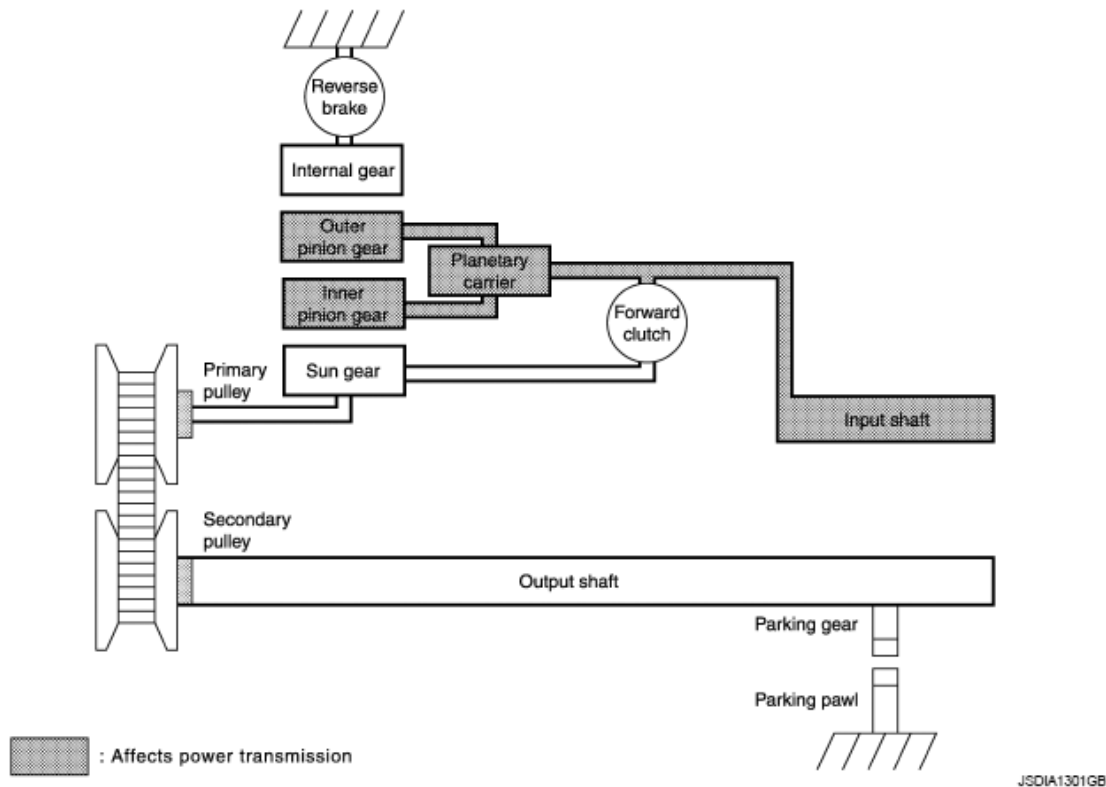 Reverse
brake
Internal gear
Outer
pinion gear
Planetary
carrier
Inner
pinion gear
Forward
clutch
Primary
pulley
Sun gear
Input shaft
Secondary
pulley
Output shaft
Parking gear
Parking pawl
: Affects power transmission
JSDIA1301GB